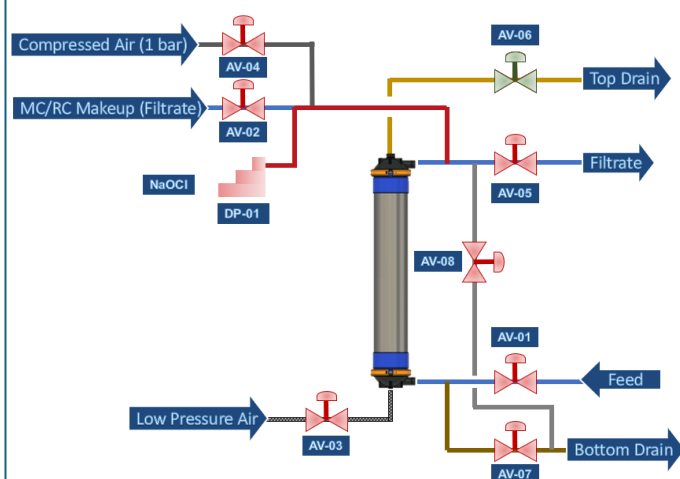 AV-06
Compressed Air (1 bar)
AV-04
Top Drain
MC/RC Makeup (Filtrate)
AV-02
NaOCl
DP-01
Filtrate
AV-05
AV-08
AV-01
Feed
Low Pressure Air
AV-03
Bottom Drain
AV-07